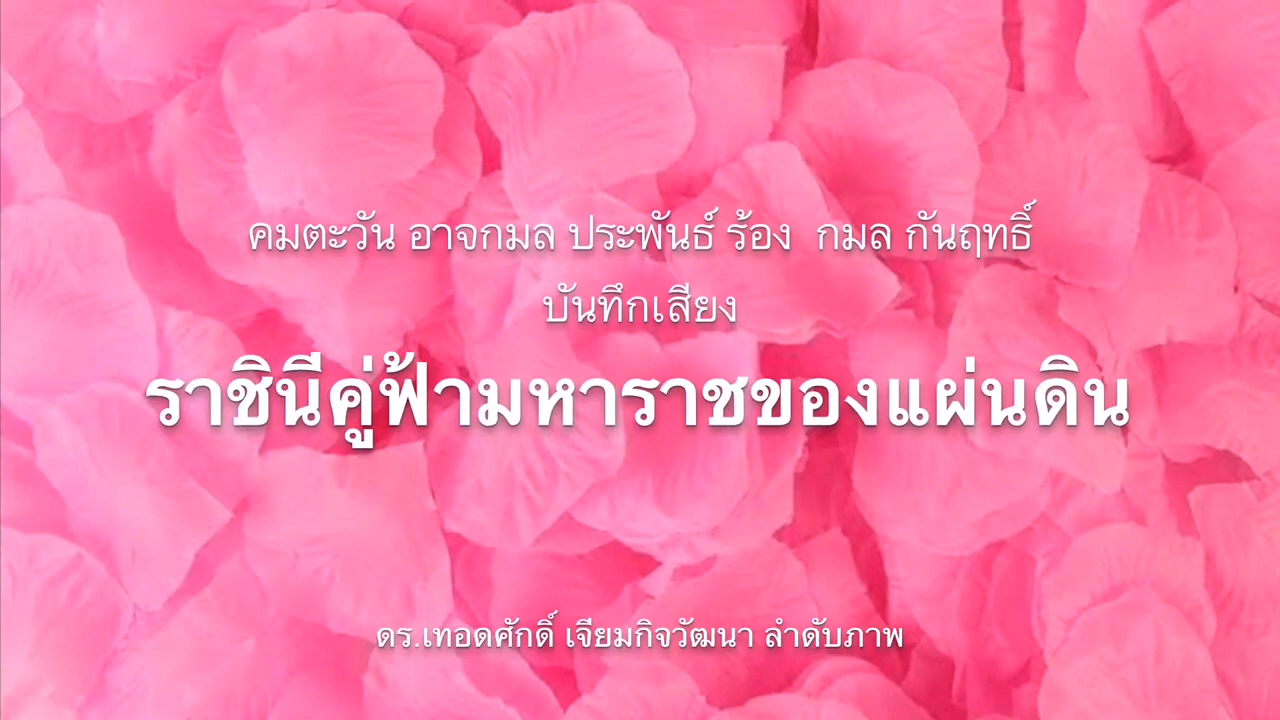 คมตะวัน อาจกมล ประพันธ์ ร้อง  กมล กันฤทธิ์
บันทึกเสียง
ราชินีคู่ฟ้ามหาราชของแผ่นดิน
ดร.เทอดศักดิ์ เจียมกิจวัฒนา ลำดับภาพ